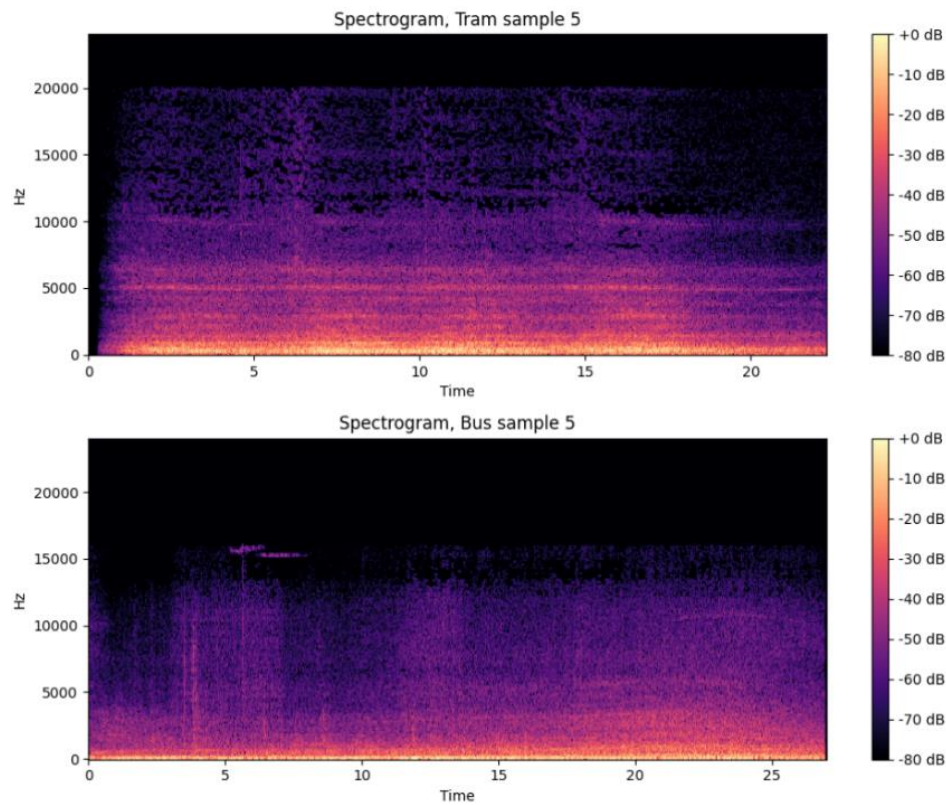 Spectrogram, Tram sample 5
Hz
20000
15000
10000
5000
0
0 5 10 15 20
Time
+0 dB
-10 dB
-20 dB
-30 dB
-40 dB
-50 dB
-60 dB
-70 dB
-80 dB
Spectrogram, Bus sample 5
Hz
20000
15000
10000
5000
0
0 5 10 15 20 25
Time
+0 dB
-10 dB
-20 dB
-30 dB
-40 dB
-50 dB
-60 dB
-70 dB
-80 dB